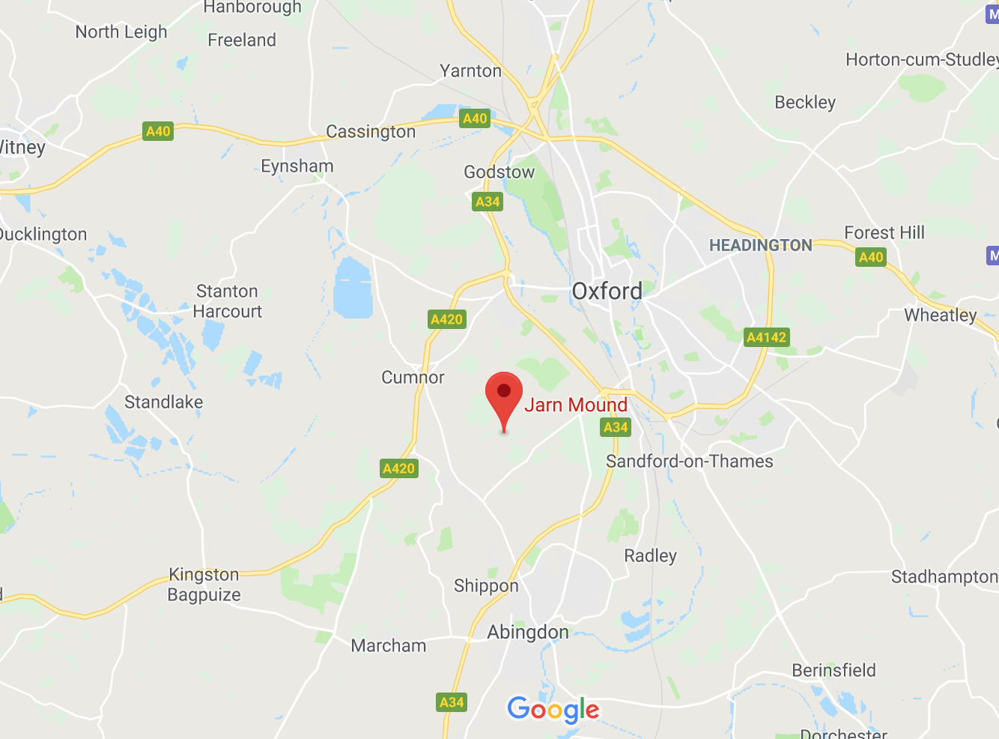 Hanborough
North Leigh
Freeland
M
Horton-cum-Studley
Yarnton
Beckley
A40
A40
Cassington
Witney
Eynsham
Godstow
A34
Ducklington
Forest Hill
HEADINGTON
A40
M
Stanton
Harcourt
Oxford
A420
Wheatley
A4142
Cumnor
Standlake
Jarn Mound
A34
Sandford-on-Thames
A420
Radley
Kingston
Bagpuize
Shippon
Stadhampton
Abingdon
Marcham
Berinsfield
A34
Google
Dorchester